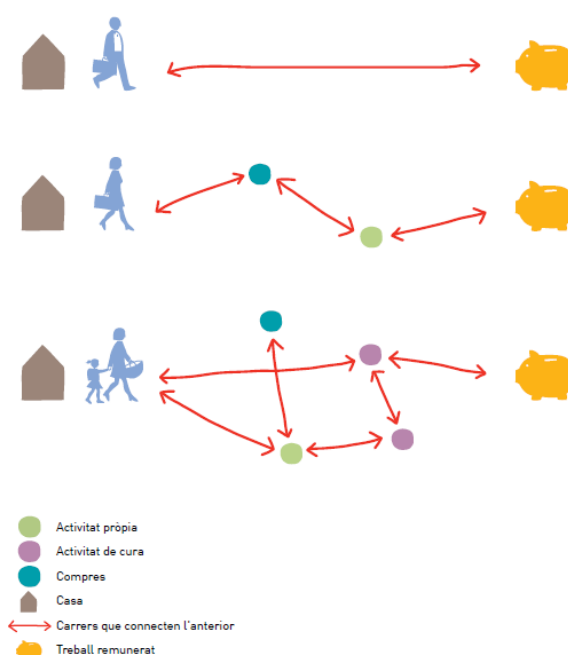 Activitat pròpia
Activitat de cura
Compres
Casa
Carrers que connecten l'anterior
Treball remunerat